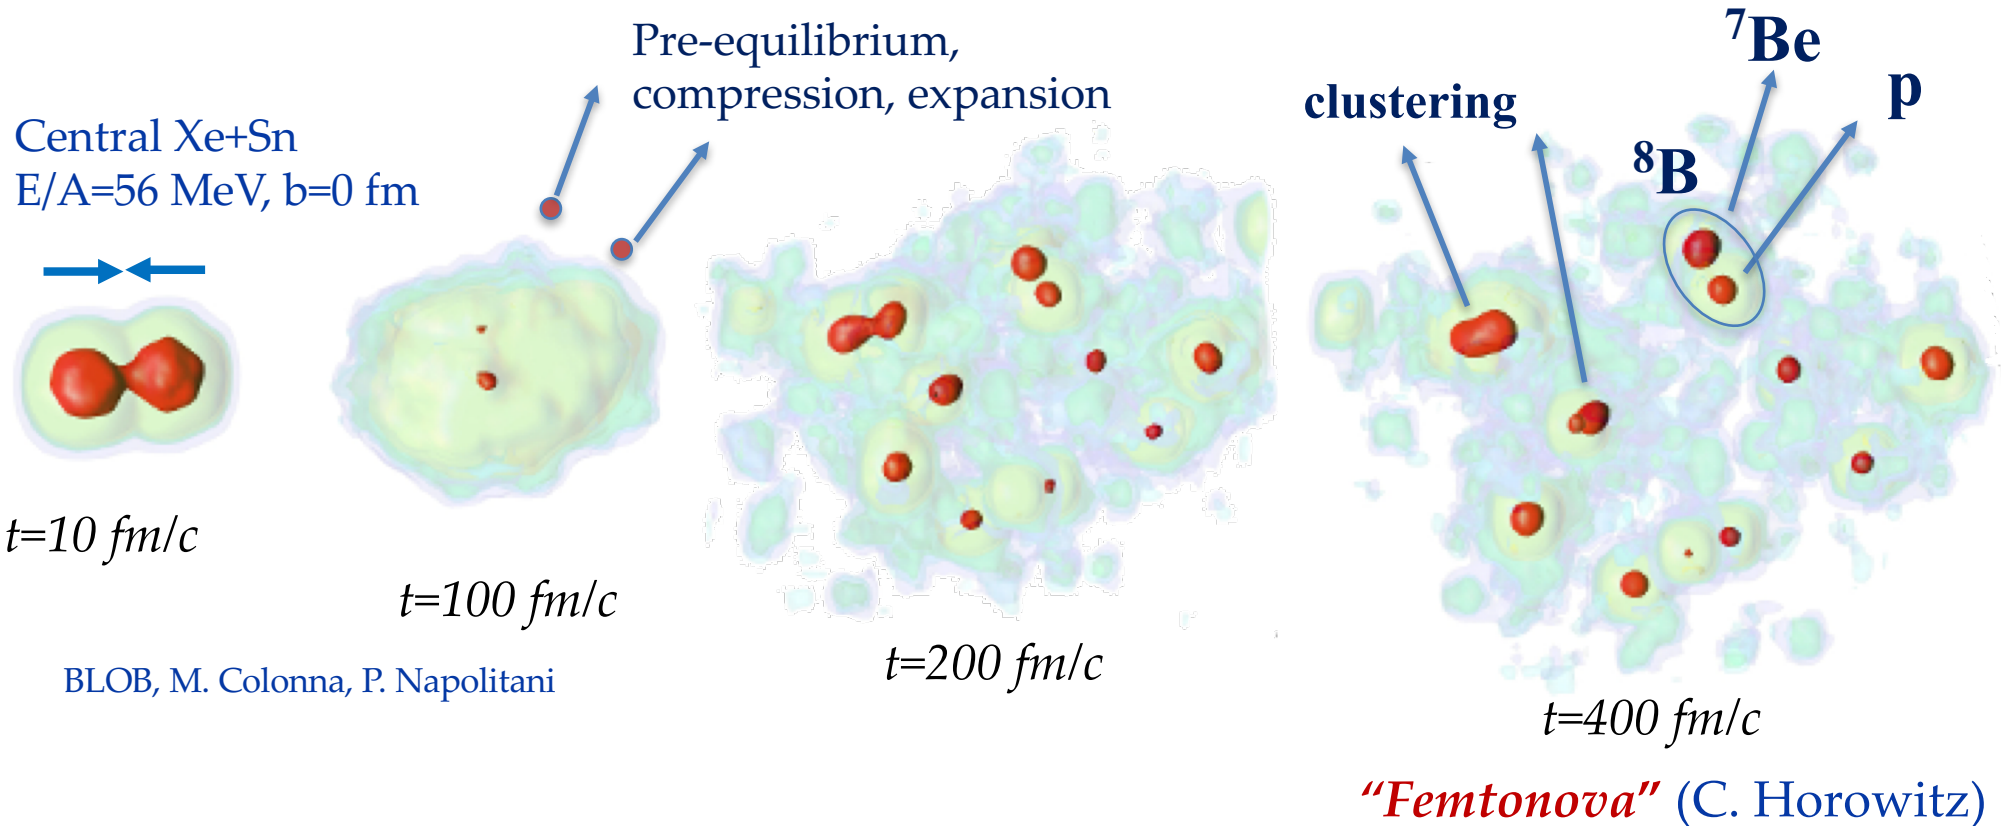 Central Xe+Sn
E/A=56 MeV, b=0 fm
t=10 fm/c
Pre-equilibrium,
compression, expansion
t=100 fm/c
BLOB, M. Colonna, P. Napolitani
t=200 fm/c
clustering
⁷Be
p
⁸B
t=400 fm/c
“Femtonova” (C. Horowitz)